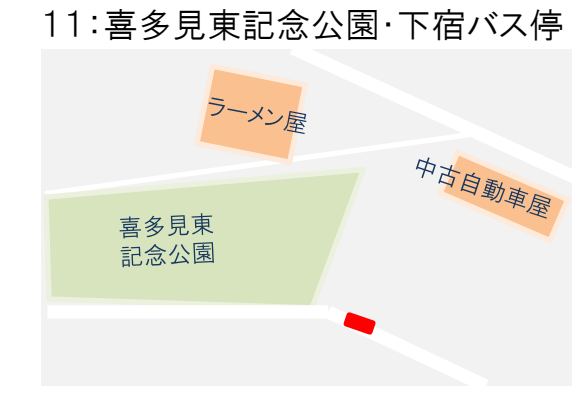 11：喜多見東記念公園・下宿バス停
ラーメン屋
中古自動車屋
喜多見東
記念公園